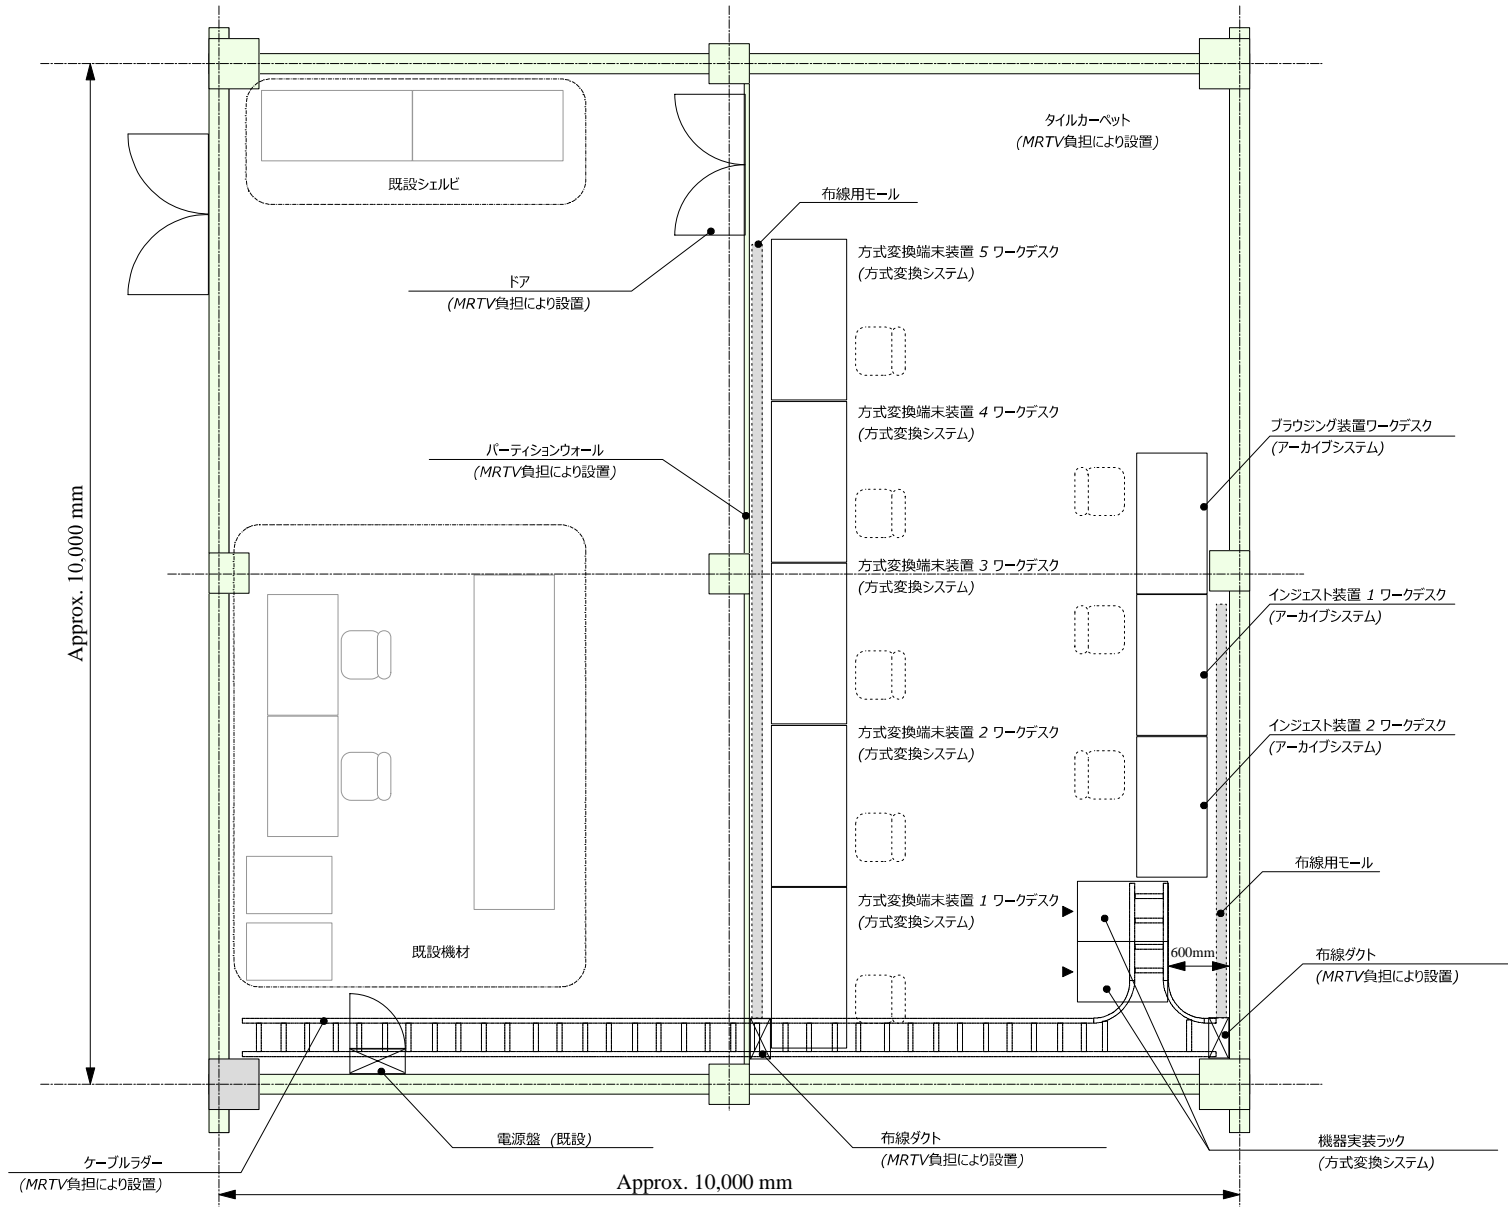 タイルカーペット
(MRTV負担により設置)
既設シェルビ
布線用モール
方式変換端末装置 5 ワークデスク
(方式変換システム)
ドア
(MRTV負担により設置)
方式変換端末装置 4 ワークデスク
(方式変換システム)
ブラウジング装置ワークデスク
(アーカイブシステム)
パーティションウォール
(MRTV負担により設置)
Approx. 10,000 mm
方式変換端末装置 3 ワークデスク
(方式変換システム)
インジェスト装置 1 ワークデスク
(アーカイブシステム)
インジェスト装置 2 ワークデスク
(アーカイブシステム)
方式変換端末装置 2 ワークデスク
(方式変換システム)
布線用モール
方式変換端末装置 1 ワークデスク
(方式変換システム)
既設機材
600mm
布線ダクト
(MRTV負担により設置)
電源盤 (既設)
布線ダクト
(MRTV負担により設置)
機器実装ラック
(方式変換システム)
ケーブルラダー
(MRTV負担により設置)
Approx. 10,000 mm